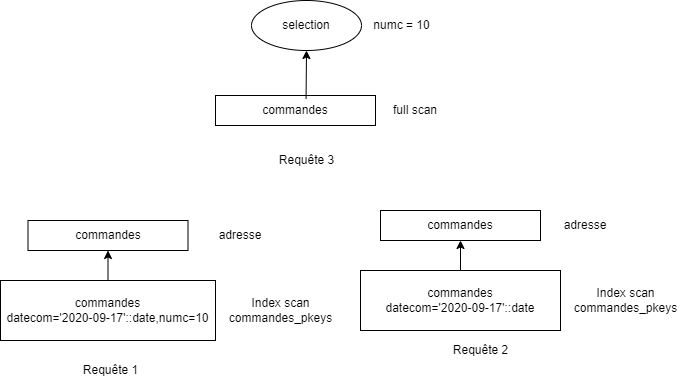 selection
numc = 10
commandes
full scan
Requête 3
commandes
adresse
commandes
datecom='2020-09-17'::date,numc=10
Index scan
commandes_pkeys
Requête 1
commandes
adresse
commandes
datecom='2020-09-17'::date
Index scan
commandes_pkeys
Requête 2